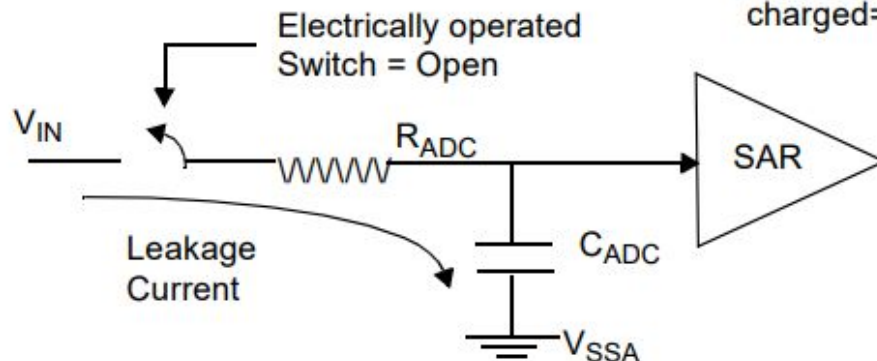 charged=
Electrically operated
Switch = Open
VIN
RADC
SAR
Leakage
Current
CADC
VSSA